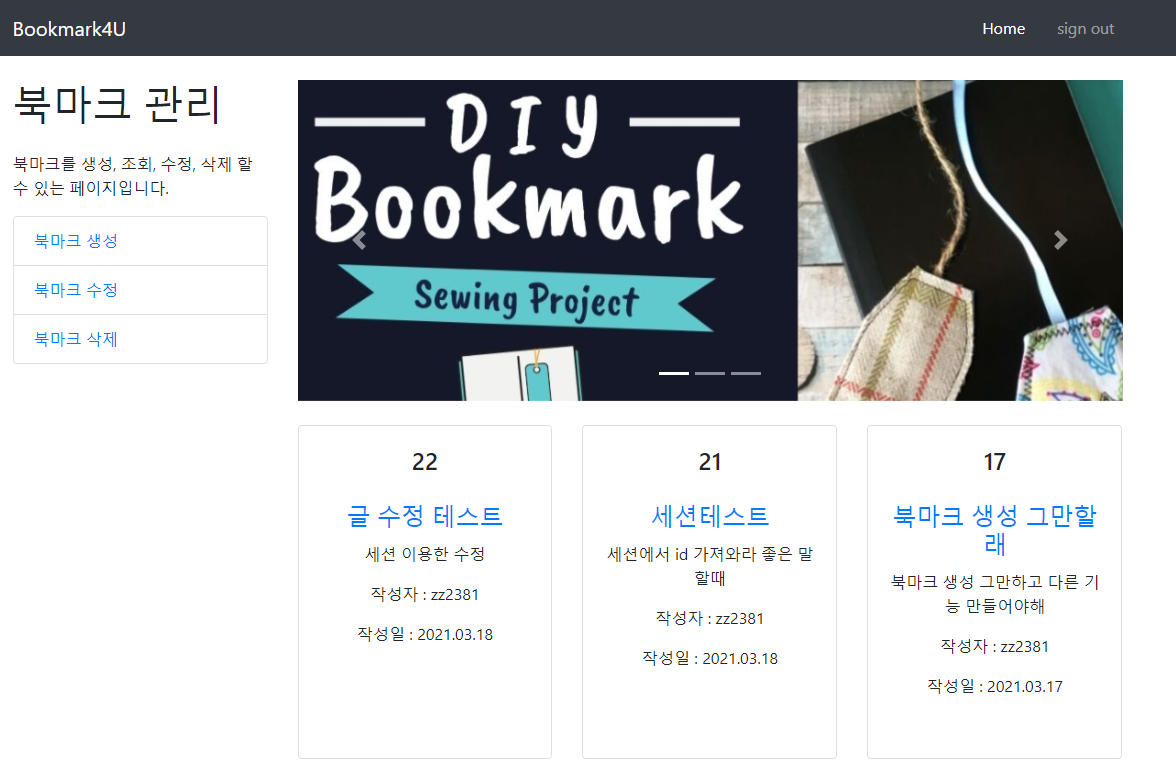 Bookmark4U
Home
sign out
북마크 관리
북마크를 생성, 조회, 수정, 삭제 할
수 있는 페이지입니다.
북마크 생성
북마크 수정
북마크 삭제
DIY
Bookmark
Sewing Project
22
글 수정 테스트
세션 이용한 수정
작성자 : zz2381
작성일 : 2021.03.18
21
세션테스트
세션에서 id 가져와라 좋은 말
할때
작성자 : zz2381
작성일 : 2021.03.18
17
북마크 생성 그만할
래
북마크 생성 그만하고 다른 기
능 만들어야해
작성자 : zz2381
작성일 : 2021.03.17